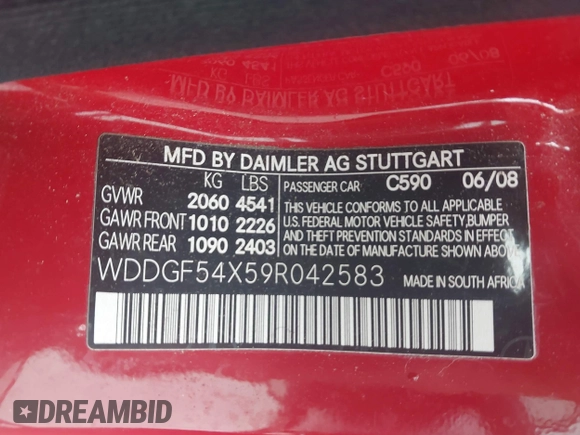 MFD BY DAIMLER AG STUTTGART
KG LBS PASSENGER CAR C590 06/08
GVWR 2060 4541
GAWR FRONT 1010 2226
GAWR REAR 1090 2403
THIS VEHICLE CONFORMS TO ALL APPLICABLE
U.S. FEDERAL MOTOR VEHICLE SAFETY, BUMPER
AND THEFT PREVENTION STANDARDS IN EFFECT
ON THE DATE OF MANUFACTURE SHOWN ABOVE.
WDDGF54X59R042583 MADE IN SOUTH AFRICA
DREAMBID